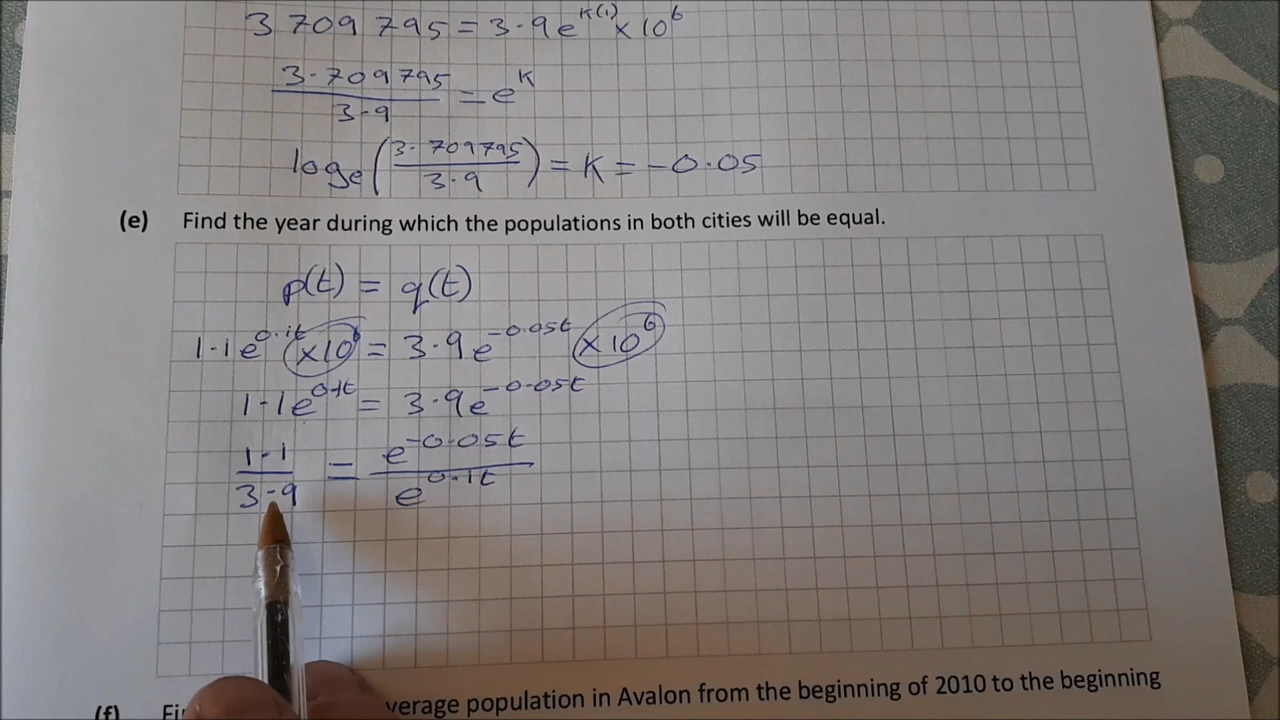 3 709 795 = 3.9e^{K(1)} × 10^6
3.709795 / 3.9 = e^K
log_e(3.709795 / 3.9) = K = -0.05
(e) Find the year during which the populations in both cities will be equal.
p(t) = q(t)
1.1e^{0.1t} × 10^6 = 3.9e^{-0.05t} × 10^6
1.1e^{0.1t} = 3.9e^{-0.05t}
1.1 / 3.9 = e^{-0.05t} / e^{0.1t}
(f) verage population in Avalon from the beginning of 2010 to the beginning